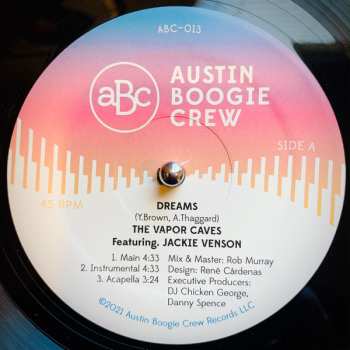 ABC-013
aBc
AUSTIN
BOOGIE
CREW
SIDE A
45 RPM
DREAMS
(Y.Brown, A.Thaggard)
THE VAPOR CAVES
Featuring. JACKIE VENSON
1. Main 4:33
2. Instrumental 4:33
3. Acapella 3:24
Mix & Master: Rob Murray
Design: René Cárdenas
Executive Producers:
DJ Chicken George,
Danny Spence
©2021 Austin Boogie Crew Records LLC